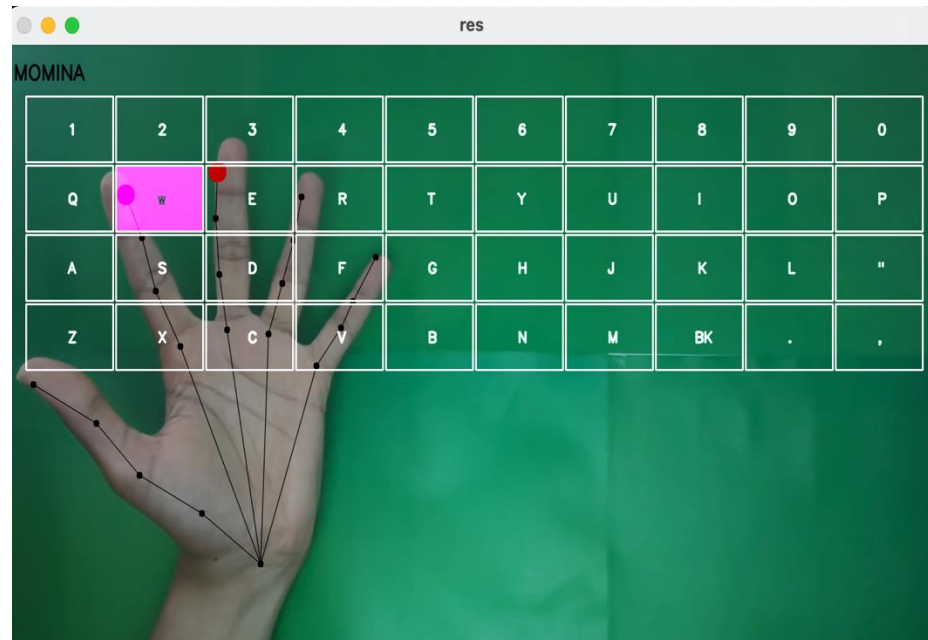 res
MOMINA
1 2 3 4 5 6 7 8 9 0
Q W E R T Y U I O P
A S D F G H J K L "
Z X C V B N M BK . ,